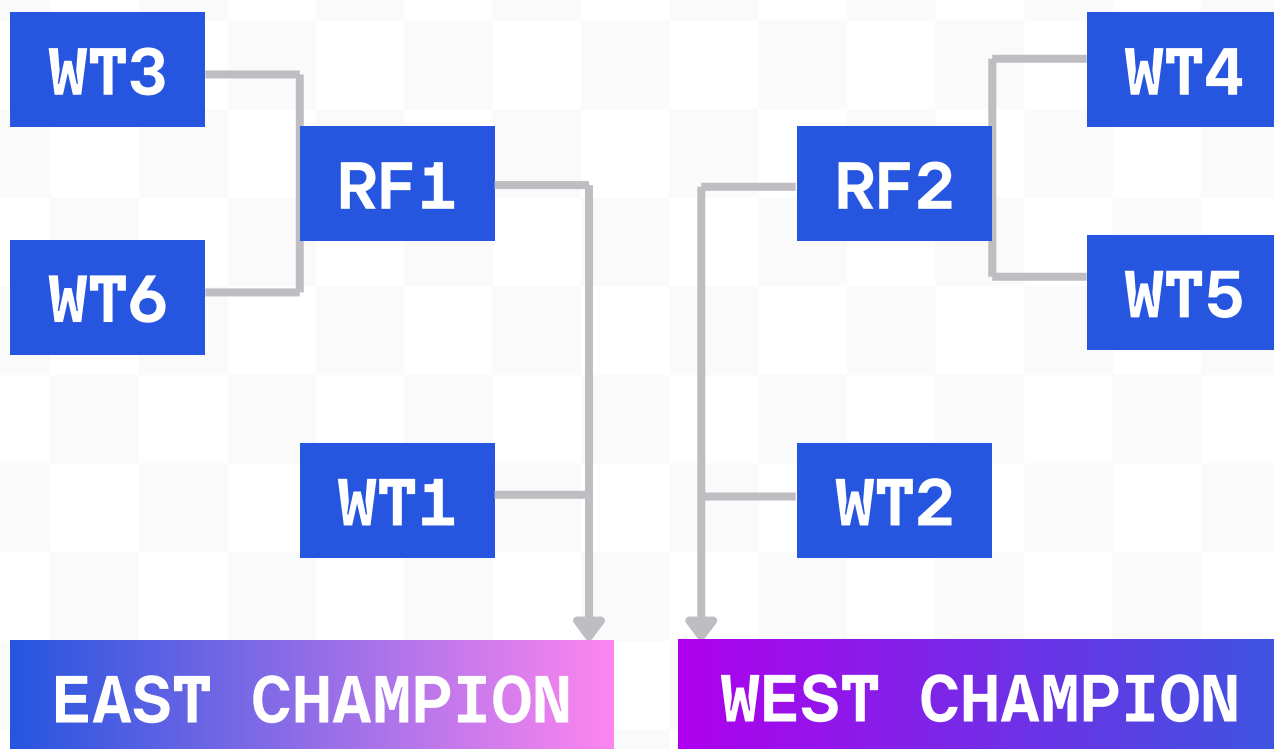 WT3
WT4
RF1
RF2
WT6
WT5
WT1
WT2
EAST CHAMPION
WEST CHAMPION